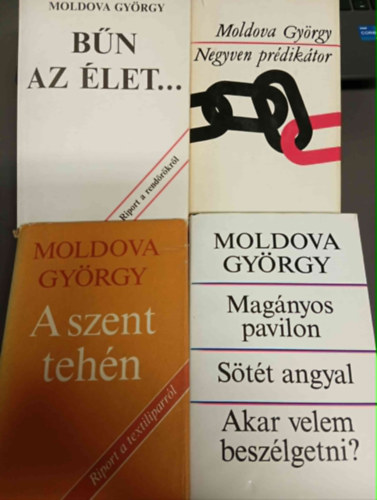 MOLDOVA GYÖRGY
BŰN
AZ ÉLET...
Riport a rendőrökről
Moldova György
Negyven prédikátor
MOLDOVA
GYÖRGY
A szent
tehén
Riport a textiliparról
MOLDOVA
GYÖRGY
Magányos
pavilon
Sötét angyal
Akar velem
beszélgetni?